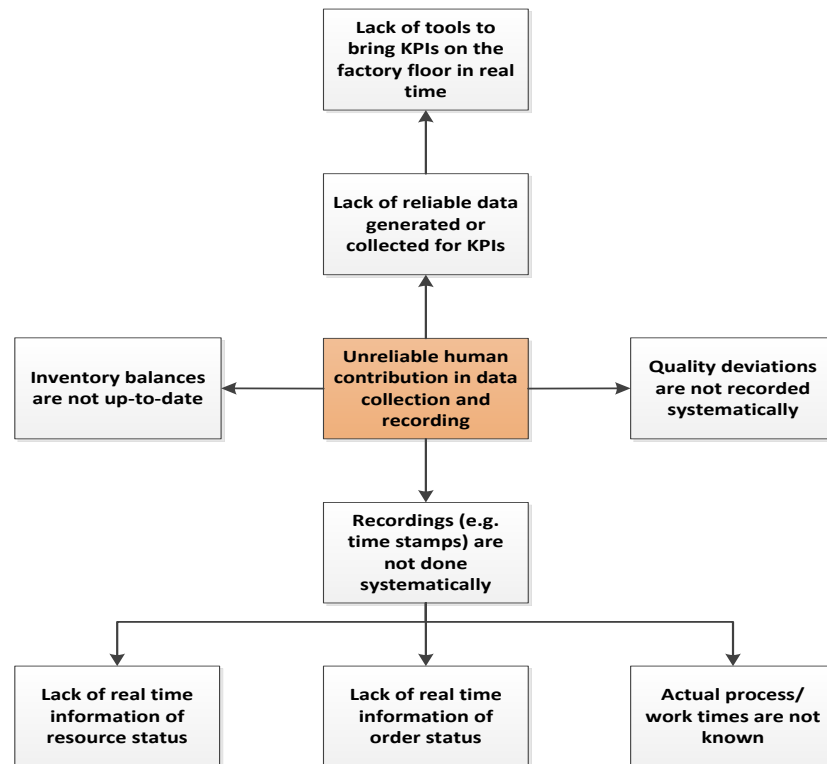 Lack of tools to
bring KPIs on the
factory floor in real
time
Lack of reliable data
generated or
collected for KPIs
Inventory balances
are not up-to-date
Unreliable human
contribution in data
collection and
recording
Quality deviations
are not recorded
systematically
Recordings (e.g.
time stamps) are
not done
systematically
Lack of real time
information of
resource status
Lack of real time
information of
order status
Actual process/
work times are not
known